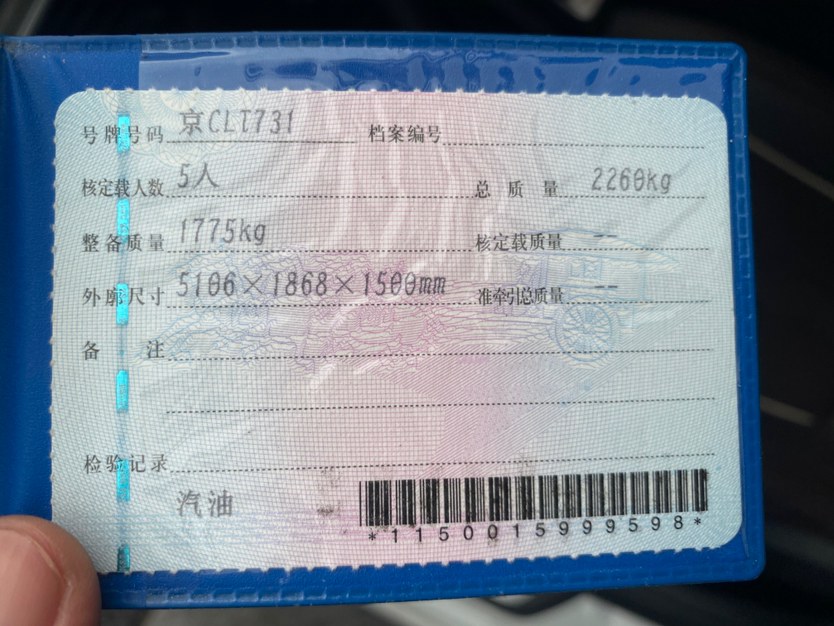 号牌号码 京CLT731 档案编号
核定载人数 5人 总质量 2260kg
整备质量 1775kg 核定载质量 --
外廓尺寸 5106×1868×1500mm 准牵引总质量 --
备注
检验记录
汽油
*1150015999598*